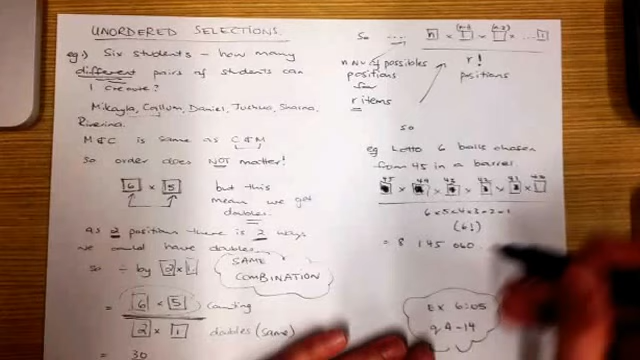 UNORDERED SELECTIONS.
eg:) Six students - how many
different pairs of students can
I create?
Mikayla, Callum, Daniel, Joshua, Shaina,
Riverina.
M&C is same as C&M
so order does NOT matter!
6 × 5 but this
mean we get
doubles.
As 2 positions there is 2 ways
we could have doubles
so ÷ by 2 × 1
SAME
COMBINATION
= 6 × 5 counting
2 × 1 doubles (same)
= 30
So .... n × (n-1) × (n-2) ... 1
n no. of possibles r!
positions positions
for
r items
so
eg Lotto 6 balls chosen
from 45 in a barrel.
45 × 44 × 43 × 42 × 41 × 40
6×5×4×3×2×1
(6!)
= 8 145 060
Ex 6:05
Q A-14